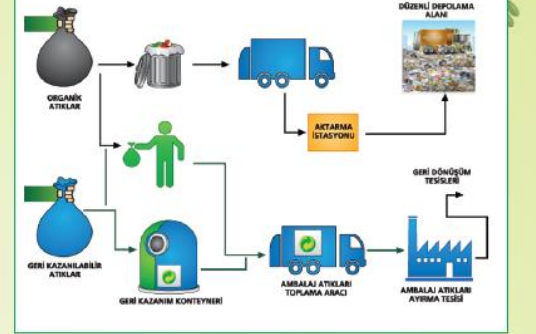 DÜZENLİ DEPOLAMA
ALANI
ORGANİK
ATIKLAR
AKTARMA
İSTASYONU
GERİ DÖNÜŞÜM
TESİSLERİ
GERİ KAZANILABİLİR
ATIKLAR
GERİ KAZANIM KONTEYNERİ
AMBALAJ ATIKLARI
TOPLAMA ARACI
AMBALAJ ATIKLARI
AYIRMA TESİSİ